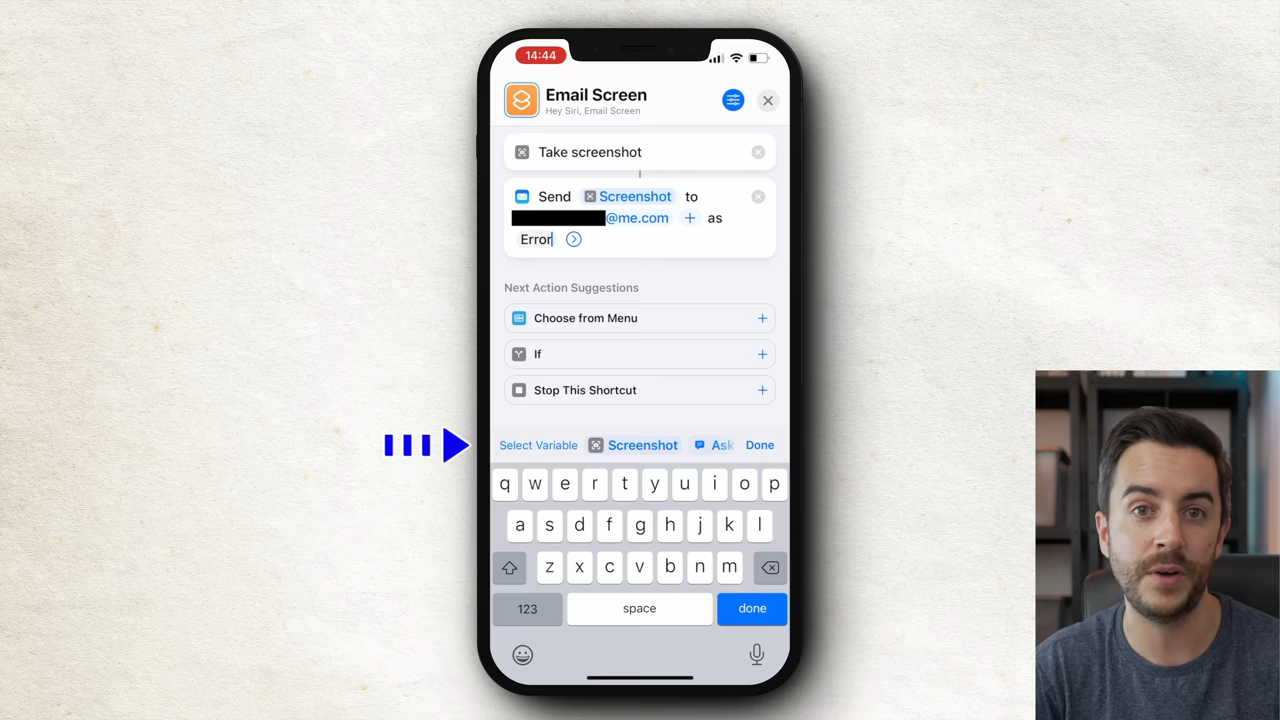 14:44
Email Screen
Hey Siri, Email Screen
Take screenshot
Send Screenshot to
@me.com + as
Error
Next Action Suggestions
Choose from Menu +
If +
Stop This Shortcut +
Select Variable Screenshot Ask Done
q w e r t y u i o p
a s d f g h j k l
z x c v b n m
123 space done